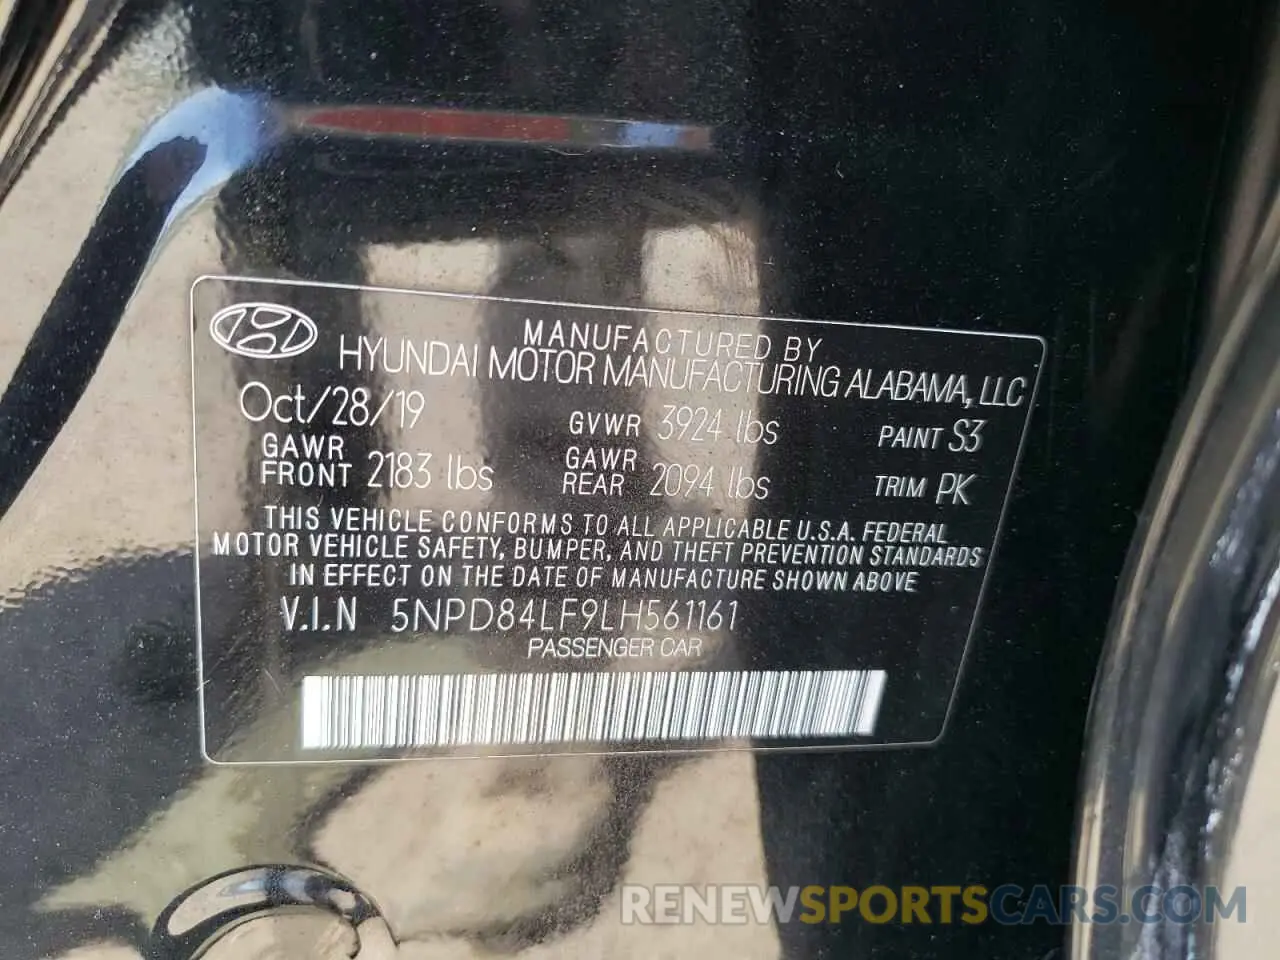 MANUFACTURED BY
HYUNDAI MOTOR MANUFACTURING ALABAMA, LLC
Oct/28/19 GVWR 3924 lbs PAINT S3
GAWR FRONT 2183 lbs GAWR REAR 2094 lbs TRIM PK
THIS VEHICLE CONFORMS TO ALL APPLICABLE U.S.A. FEDERAL
MOTOR VEHICLE SAFETY, BUMPER, AND THEFT PREVENTION STANDARDS
IN EFFECT ON THE DATE OF MANUFACTURE SHOWN ABOVE
V.I.N 5NPD84LF9LH561161
PASSENGER CAR
RENEWSPORTSCARS.COM